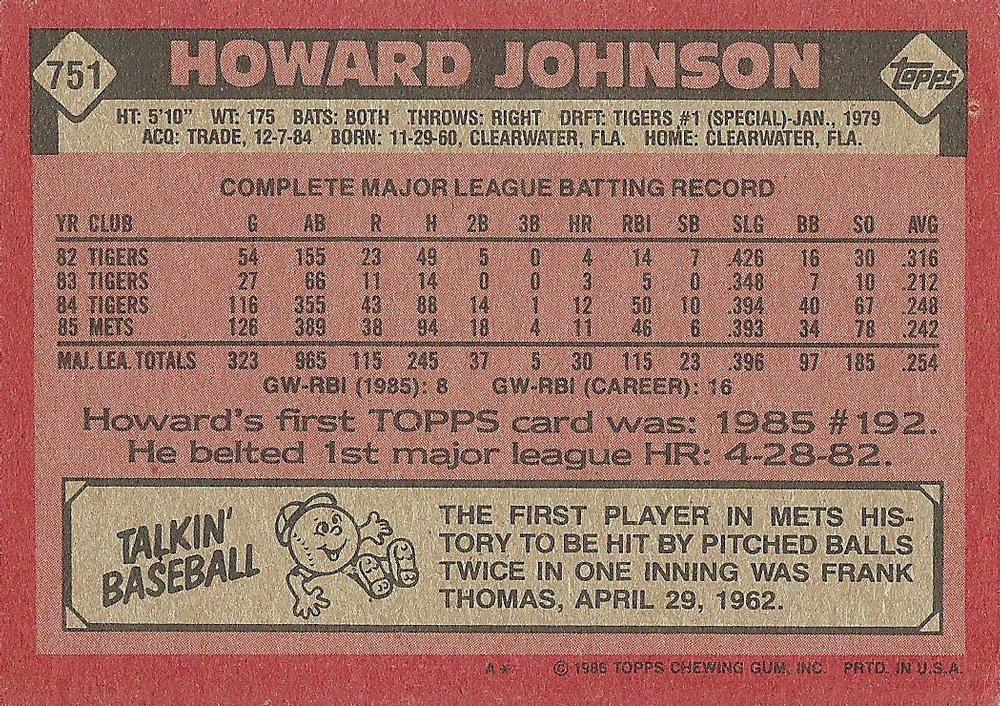 751 HOWARD JOHNSON TOPPS
HT: 5'10" WT: 175 BATS: BOTH THROWS: RIGHT DRFT: TIGERS #1 (SPECIAL)-JAN., 1979
ACQ: TRADE, 12-7-84 BORN: 11-29-60, CLEARWATER, FLA. HOME: CLEARWATER, FLA.
COMPLETE MAJOR LEAGUE BATTING RECORD
YR CLUB G AB R H 2B 3B HR RBI SB SLG BB SO AVG
82 TIGERS 54 155 23 49 5 0 4 14 7 .426 16 30 .316
83 TIGERS 27 66 11 14 0 0 3 5 0 .348 7 10 .212
84 TIGERS 116 355 43 88 14 1 12 50 10 .394 40 67 .248
85 METS 126 389 38 94 18 4 11 46 6 .393 34 78 .242
MAJ. LEA. TOTALS 323 965 115 245 37 5 30 115 23 .396 97 185 .254
GW-RBI (1985): 8 GW-RBI (CAREER): 16
Howard's first TOPPS card was: 1985 #192.
He belted 1st major league HR: 4-28-82.
TALKIN'
BASEBALL
THE FIRST PLAYER IN METS HIS-
TORY TO BE HIT BY PITCHED BALLS
TWICE IN ONE INNING WAS FRANK
THOMAS, APRIL 29, 1962.
A*. © 1986 TOPPS CHEWING GUM, INC. PRTD. IN U.S.A.